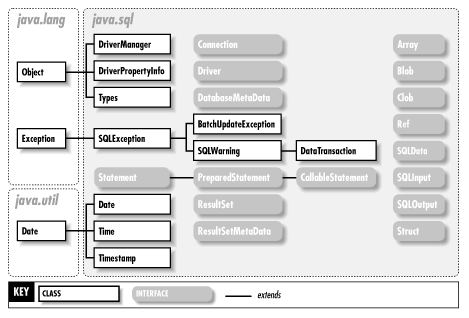 java.lang
java.sql
DriverManager
Connection
Array
Object
DriverPropertyInfo
Driver
Blob
Types
DatabaseMetaData
Clob
BatchUpdateException
Ref
Exception
SQLException
SQLWarning
DataTransaction
SQLData
Statement
PreparedStatement
CallableStatement
SQLInput
java.util
Date
ResultSet
SQLOutput
Date
Time
ResultSetMetaData
Struct
Timestamp
KEY
CLASS
INTERFACE
extends